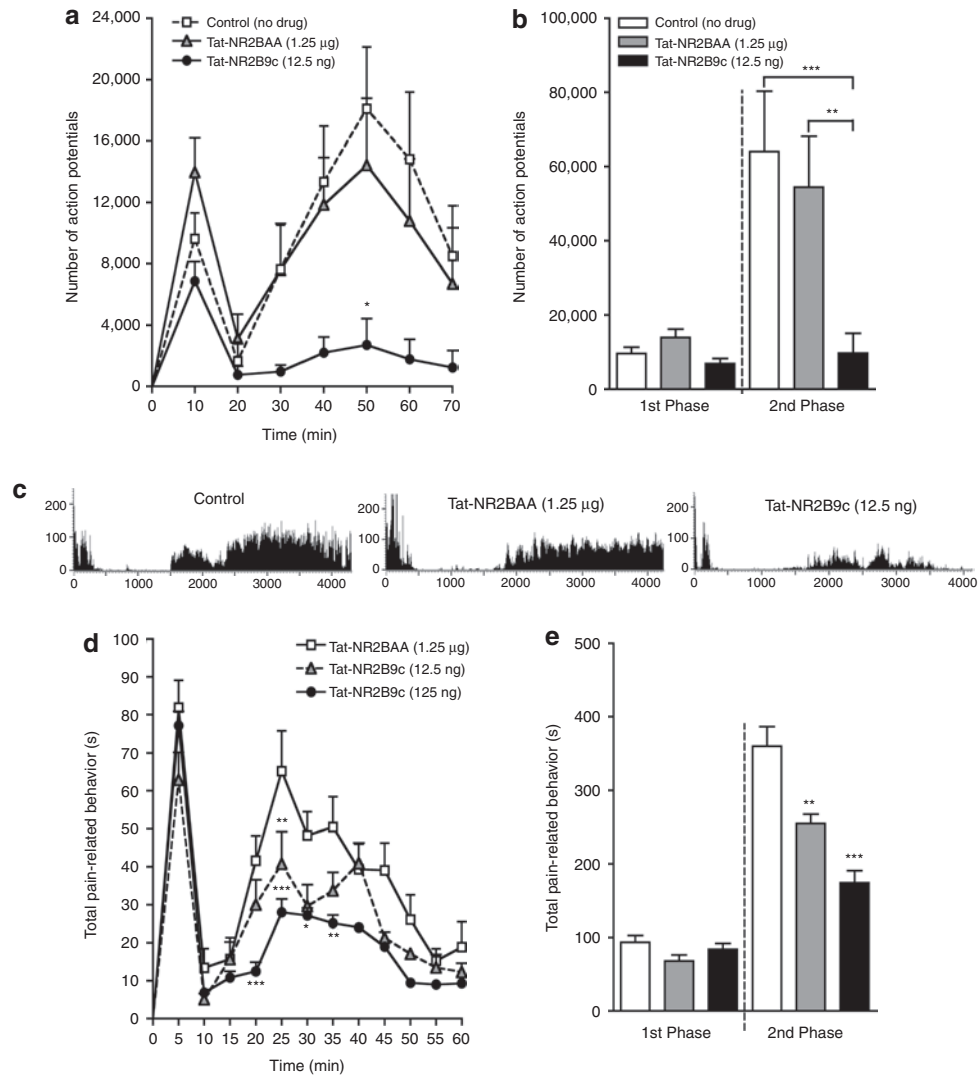 a
24,000
20,000
16,000
12,000
8,000
4,000
0
Number of action potentials
Control (no drug)
Tat-NR2BAA (1.25 μg)
Tat-NR2B9c (12.5 ng)
*
0 10 20 30 40 50 60 70
Time (min)
b
100,000
80,000
60,000
40,000
20,000
0
Number of action potentials
Control (no drug)
Tat-NR2BAA (1.25 μg)
Tat-NR2B9c (12.5 ng)
***
**
1st Phase 2nd Phase
c
Control
200
100
0
0 1000 2000 3000 4000
Tat-NR2BAA (1.25 μg)
200
100
0
0 1000 2000 3000 4000
Tat-NR2B9c (12.5 ng)
200
100
0
0 1000 2000 3000 4000
d
100
90
80
70
60
50
40
30
20
10
0
Total pain-related behavior (s)
Tat-NR2BAA (1.25 μg)
Tat-NR2B9c (12.5 ng)
Tat-NR2B9c (125 ng)
**
***
*
**
***
0 5 10 15 20 25 30 35 40 45 50 55 60
Time (min)
e
500
400
300
200
100
0
Total pain-related behavior (s)
**
***
1st Phase 2nd Phase